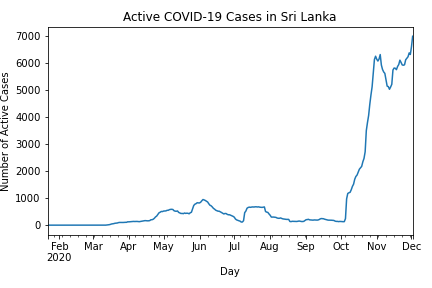 Active COVID-19 Cases in Sri Lanka
Number of Active Cases
7000
6000
5000
4000
3000
2000
1000
0
Feb Mar Apr May Jun Jul Aug Sep Oct Nov Dec
2020
Day